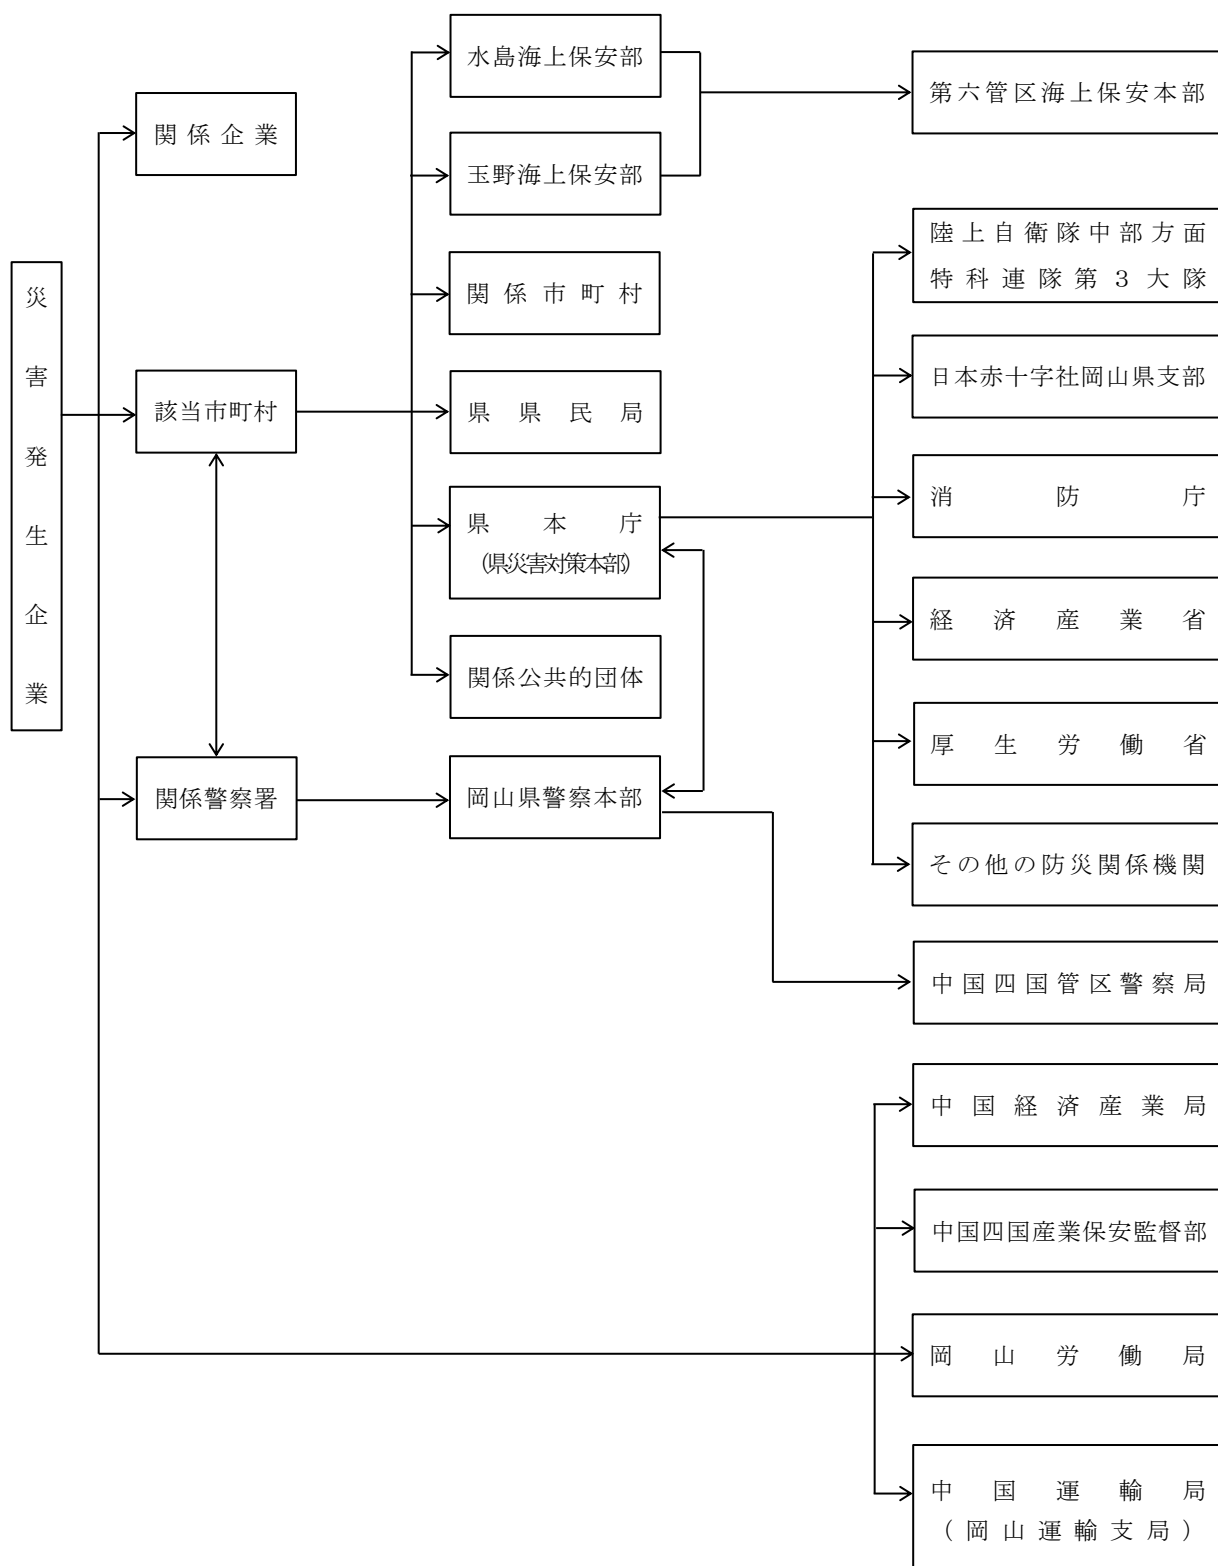 災害発生企業
関係企業
該当市町村
関係警察署
水島海上保安部
玉野海上保安部
関係市町村
県県民局
県本庁
(県災害対策本部)
関係公共的団体
岡山県警察本部
第六管区海上保安本部
陸上自衛隊中部方面
特科連隊第3大隊
日本赤十字社岡山県支部
消防庁
経済産業省
厚生労働省
その他の防災関係機関
中国四国管区警察局
中国経済産業局
中国四国産業保安監督部
岡山労働局
中国運輸局
(岡山運輸支局)